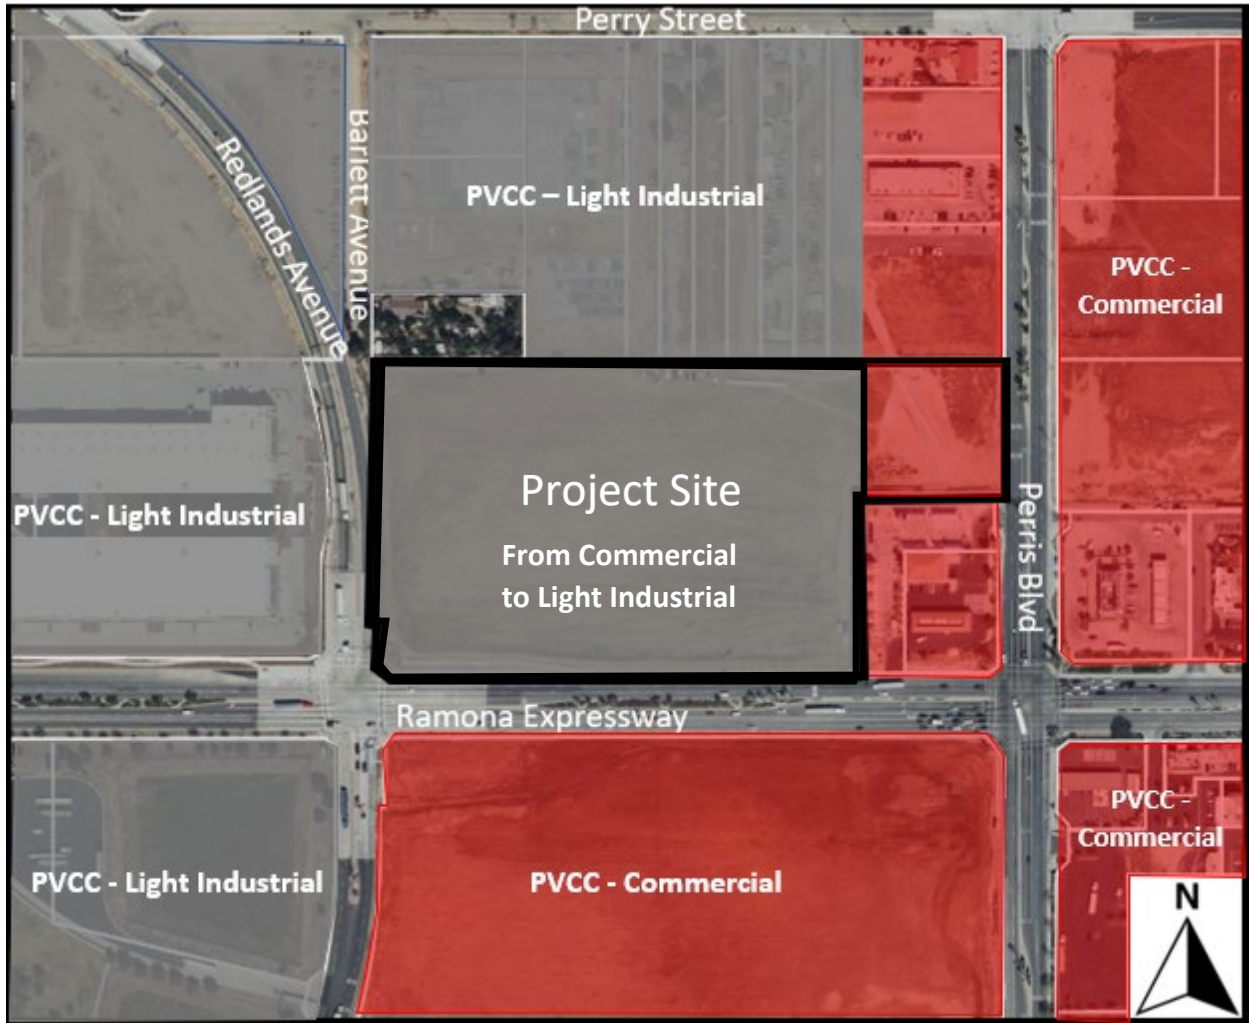 Perry Street
Barlett Avenue
Redlands Avenue
PVCC – Light Industrial
PVCC -
Commercial
Project Site
From Commercial
to Light Industrial
PVCC - Light Industrial
Perris Blvd
Ramona Expressway
PVCC - Light Industrial
PVCC - Commercial
PVCC -
Commercial
N